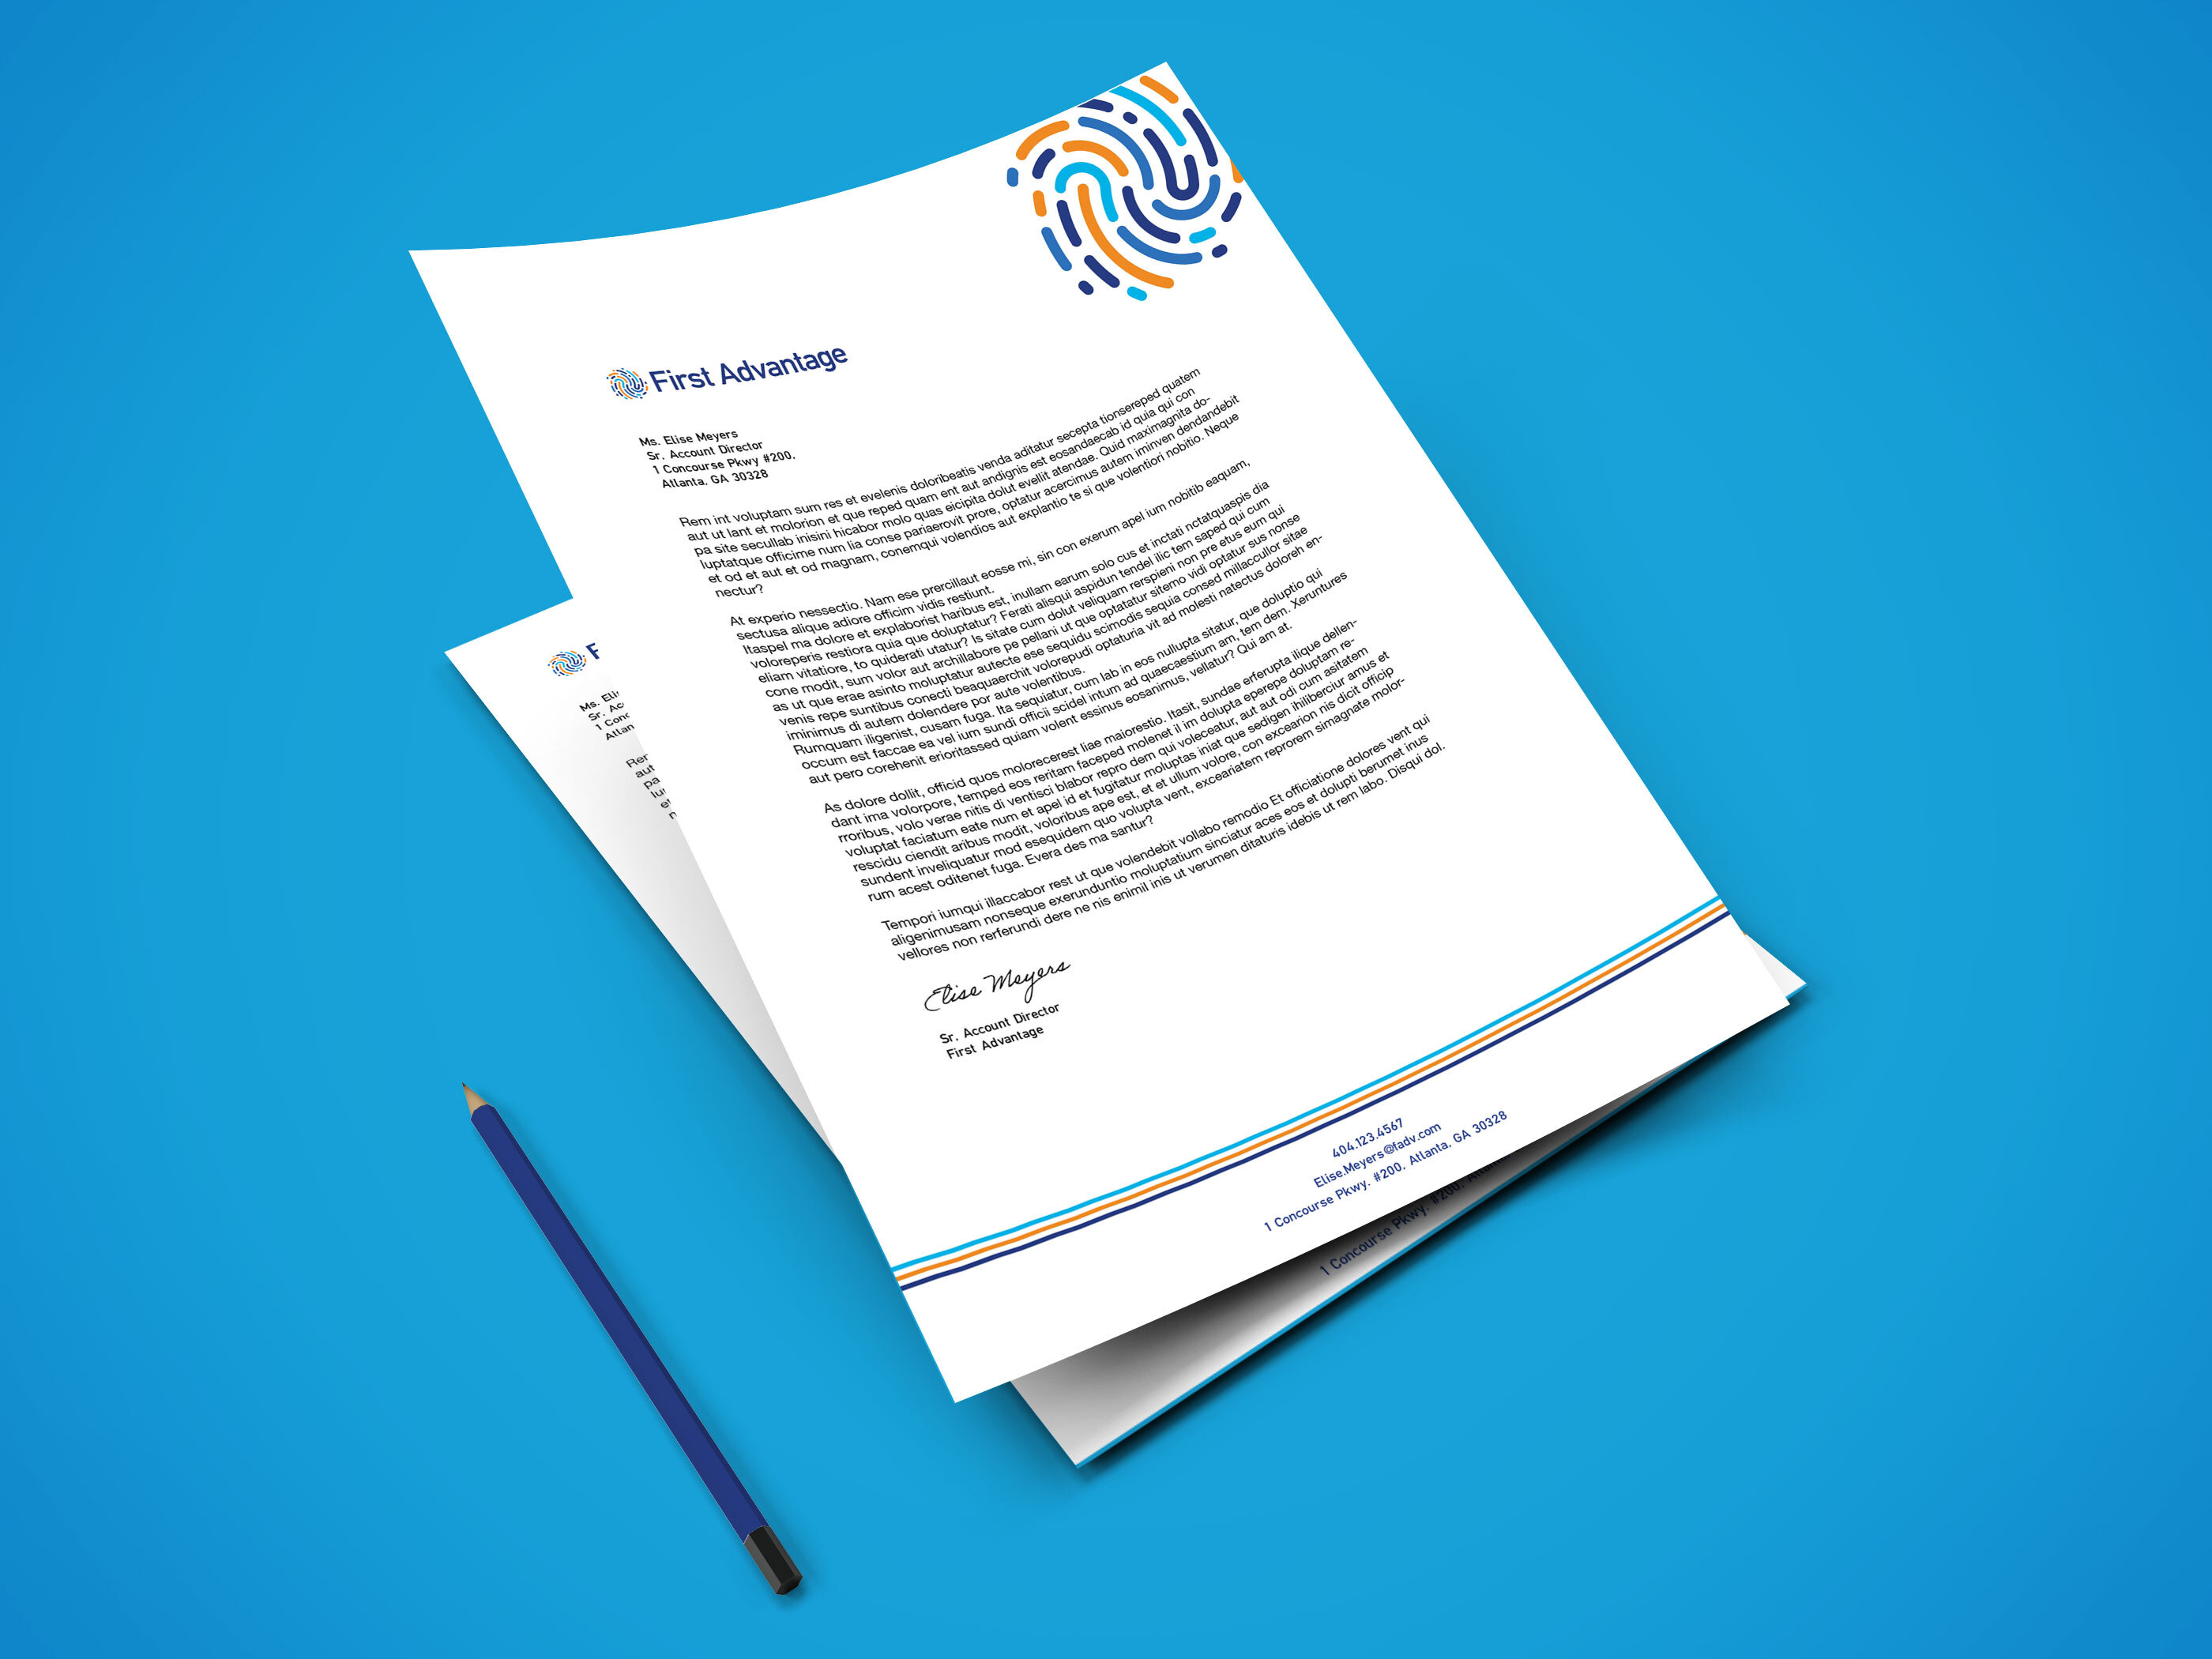 First Advantage
Ms. Elise Meyers
Sr. Account Director
1 Concourse Pkwy #200.
Atlanta. GA 30328
Rem int voluptam sum res et evelenis doloribeatis venda aditatur secepta tionsereped quatem
aut ut lant et molorion et que reped quam ent aut andignis est eosandaecab id quia qui con
pa site secullab inisini hicabor molo quas eicipita dolut evellit atendae. Quid maximagnita do-
luptatque officime num lia conse pariaerovit prore, optatur acercimus autem iminven dendandebit
et od et aut et od magnam, conemqui volendios aut explantio te si que volentiori nobitio. Neque
nectur?
At experio nessectio. Nam ese prercillaut eosse mi, sin con exerum apel ium nobitib eaquam,
sectusa alique adiore officim vidis restiunt.
Itaspel ma dolore et explaborist haribus est, inullam earum solo cus et inctati nctatquaspis dia
voloreperis restiora quia que doluptatur? Ferati alisqui aspidun tendel ilic tem saped qui cum
eliam vitatiore, to quiderati utatur? Is sitate cum dolut veliquam rerspieni non pre etus eum qui
cone modit, sum volor aut archillabore pe pellani ut que optatatur siterno vidi optatur sus nonse
as ut que erae asinto moluptatur autecte ese sequidu scimodis sequia consed millacullor sitae
venis repe suntibus conecti beaquaerchit volorepudi optaturia vit ad molesti natectus doloreh en-
iminimus di autem dolendere por aute volentibus.
Rumquam iligenist, cusam fuga. Ita sequiatur, cum lab in eos nullupta sitatur, que doluptio qui
occum est faccae ea vel ium sundi officii scidel intum ad quaecaestium am, tem dem. Xeruntures
aut pero corehenit erioritassed quiam volent essinus eosanimus, vellatur? Qui am at.
As dolore dollit, officid quos molorecerest liae maiorestio. Itasit, sundae erferupta ilique dellen-
dant ima volorpore, temped eos reritam faceped molenet il im dolupta eperepe doluptam re-
rroribus, volo verae nitis di ventisci blabor repro dem qui voleceatur, aut aut odi cum asitatem
voluptat faciatum eate num et apel id et fugitatur moluptas iniat que sedigen ihiliberciur amus et
rescidu ciendit aribus modit, voloribus ape est, et et ullum volore, con excearion nis dicit officip
sundent inveliquatur mod esequidem quo volupta vent, exceariatem reprorem simagnate molor-
rum acest oditenet fuga. Evera des ma santur?
Tempori iumqui illaccabor rest ut que volendebit vollabo remodio Et officiatione dolores vent qui
aligenimusam nonseque exerunduntio moluptatium sinciatur aces eos et dolupti berumet inus
vellores non rerferundi dere ne nis enimil inis ut verumen ditaturis idebis ut rem labo. Disqui dol.
Elise Meyers
Sr. Account Director
First Advantage
404.123.4567
Elise.Meyers@fadv.com
1 Concourse Pkwy. #200. Atlanta. GA 30328
F
Ms. Eli
Sr. Ac
1 Conc
Atlan
Rer
aut
pa
1 Concourse Pkwy. #200.